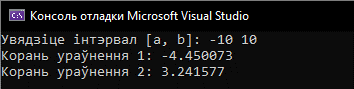 Консоль отладки Microsoft Visual Studio
Увядзіце інтэрвал [a, b]: -10 10
Корань ураўнення 1: -4.450073
Корань ураўнення 2: 3.241577